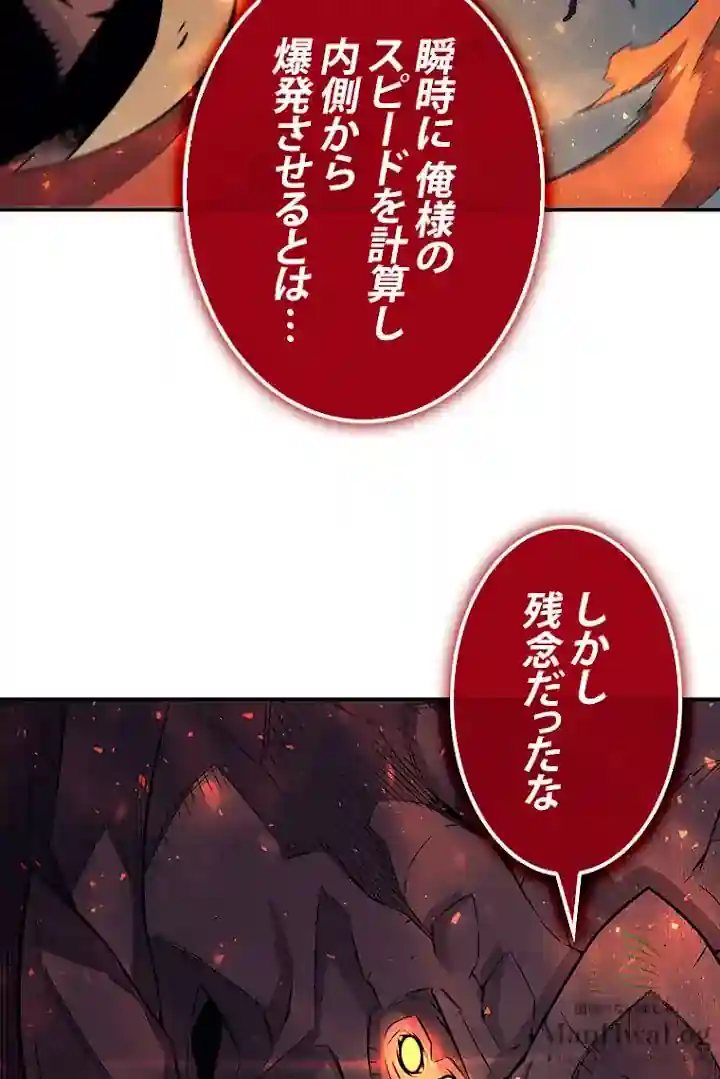 瞬時に 俺様の
スピードを計算し
内側から
爆発させるとは…
しかし
残念だったな